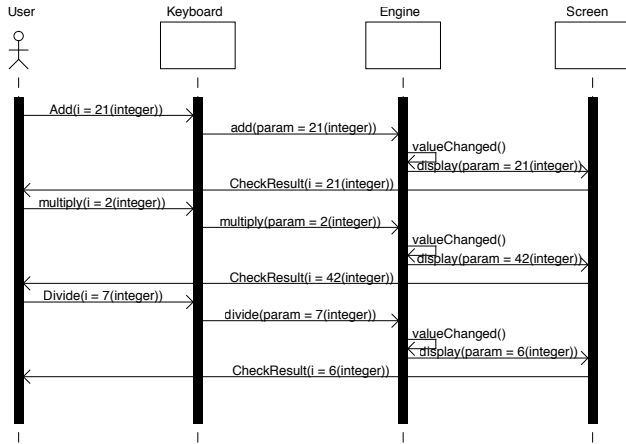 User Keyboard Engine Screen
Add(i = 21(integer))
add(param = 21(integer))
valueChanged()
display(param = 21(integer))
CheckResult(i = 21(integer))
multiply(i = 2(integer))
multiply(param = 2(integer))
valueChanged()
display(param = 42(integer))
CheckResult(i = 42(integer))
Divide(i = 7(integer))
divide(param = 7(integer))
valueChanged()
display(param = 6(integer))
CheckResult(i = 6(integer))